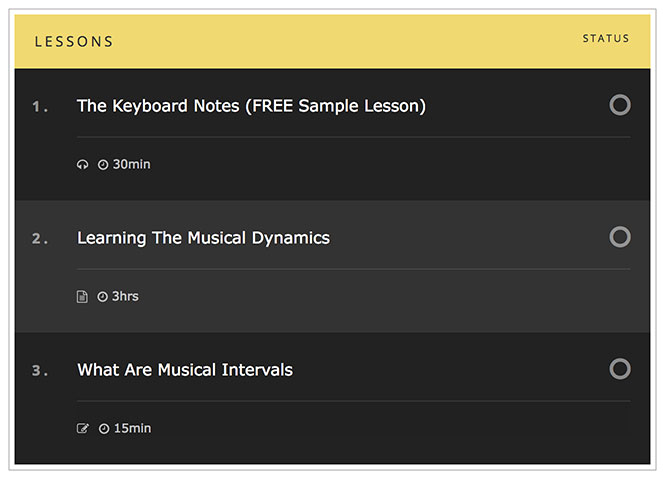 LESSONS STATUS
1. The Keyboard Notes (FREE Sample Lesson)
30min
2. Learning The Musical Dynamics
3hrs
3. What Are Musical Intervals
15min